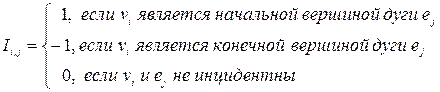 1, если v_i является начальной вершиной дуги e_j
I_{i,j} = { −1, если v_i является конечной вершиной дуги e_j
0, если v_i и e_j не инцидентны